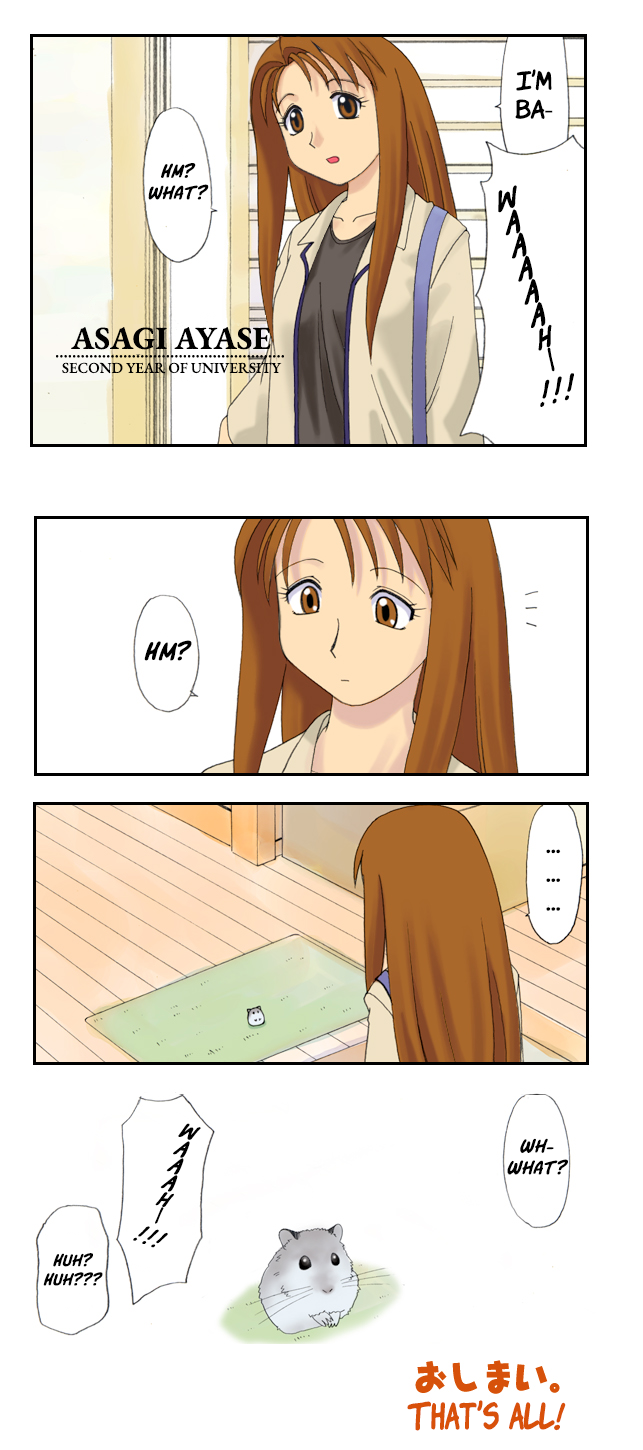 I'M
BA-
WAAAAAAH—!!!
HM?
WHAT?
ASAGI AYASE
SECOND YEAR OF UNIVERSITY
HM?
...
...
...
WH-
WHAT?
WAAAH—!!!
HUH?
HUH???
おしまい。
THAT'S ALL!